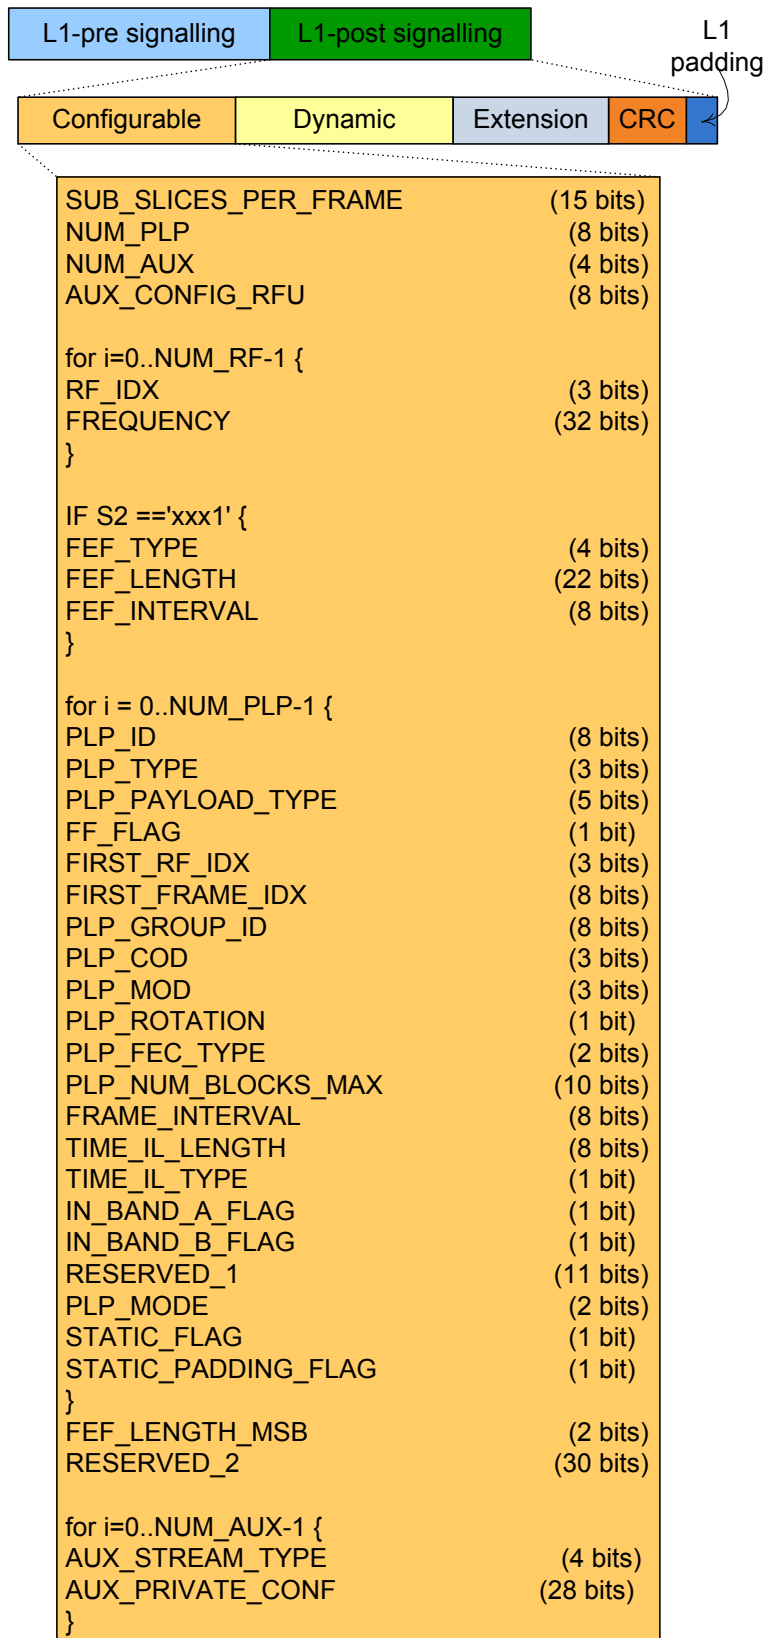 L1-pre signalling L1-post signalling L1
padding
Configurable Dynamic Extension CRC
SUB_SLICES_PER_FRAME (15 bits)
NUM_PLP (8 bits)
NUM_AUX (4 bits)
AUX_CONFIG_RFU (8 bits)
for i=0..NUM_RF-1 {
RF_IDX (3 bits)
FREQUENCY (32 bits)
}
IF S2 =='xxx1' {
FEF_TYPE (4 bits)
FEF_LENGTH (22 bits)
FEF_INTERVAL (8 bits)
}
for i = 0..NUM_PLP-1 {
PLP_ID (8 bits)
PLP_TYPE (3 bits)
PLP_PAYLOAD_TYPE (5 bits)
FF_FLAG (1 bit)
FIRST_RF_IDX (3 bits)
FIRST_FRAME_IDX (8 bits)
PLP_GROUP_ID (8 bits)
PLP_COD (3 bits)
PLP_MOD (3 bits)
PLP_ROTATION (1 bit)
PLP_FEC_TYPE (2 bits)
PLP_NUM_BLOCKS_MAX (10 bits)
FRAME_INTERVAL (8 bits)
TIME_IL_LENGTH (8 bits)
TIME_IL_TYPE (1 bit)
IN_BAND_A_FLAG (1 bit)
IN_BAND_B_FLAG (1 bit)
RESERVED_1 (11 bits)
PLP_MODE (2 bits)
STATIC_FLAG (1 bit)
STATIC_PADDING_FLAG (1 bit)
}
FEF_LENGTH_MSB (2 bits)
RESERVED_2 (30 bits)
for i=0..NUM_AUX-1 {
AUX_STREAM_TYPE (4 bits)
AUX_PRIVATE_CONF (28 bits)
}